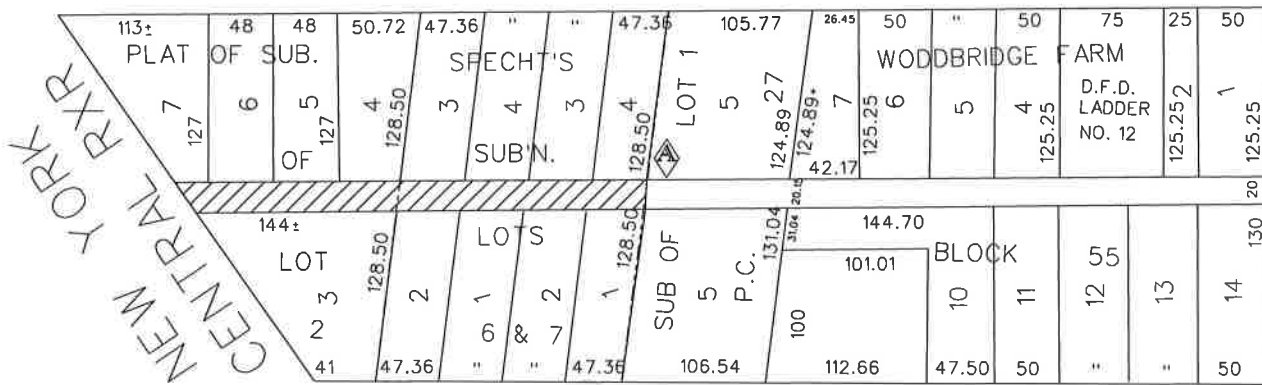 113± 48 48 50.72 47.36 " " 47.36 105.77 26.45 50 " 50 75 25 50
PLAT OF SUB. SPECHT'S LOT 1 WOODBRIDGE FARM
7 6 5 4 3 4 3 4 5 27 7 6 5 4 D.F.D. 2 1
LADDER
NO. 12
127 127 128.50 128.50 124.89 124.89* 125.25 125.25 125.25 125.25
OF SUB'N. A 42.17
NEW YORK
CENTRAL RXR
20.15 20
144± 128.50 LOTS 128.50 SUB OF 131.04 31.04 144.70 130
LOT 5 P.C. 101.01 BLOCK 55
3 2 1 2 1 100 10 11 12 13 14
2 6 & 7
41 47.36 " " 47.36 106.54 112.66 47.50 50 " " 50